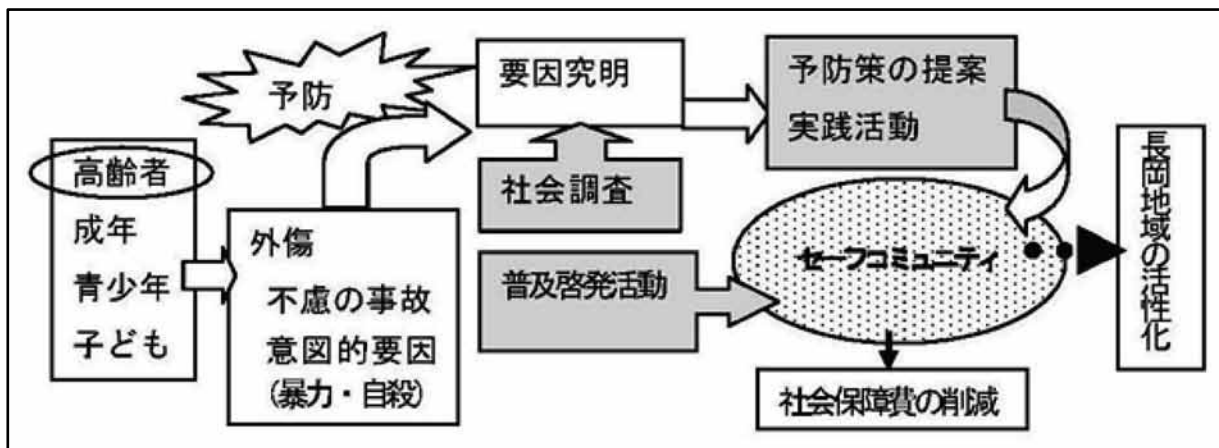 予防
高齢者
成年
青少年
子ども
外傷
不慮の事故
意図的要因
(暴力・自殺)
要因究明
社会調査
普及啓発活動
予防策の提案
実践活動
セーフコミュニティ
社会保障費の削減
長岡地域の活性化